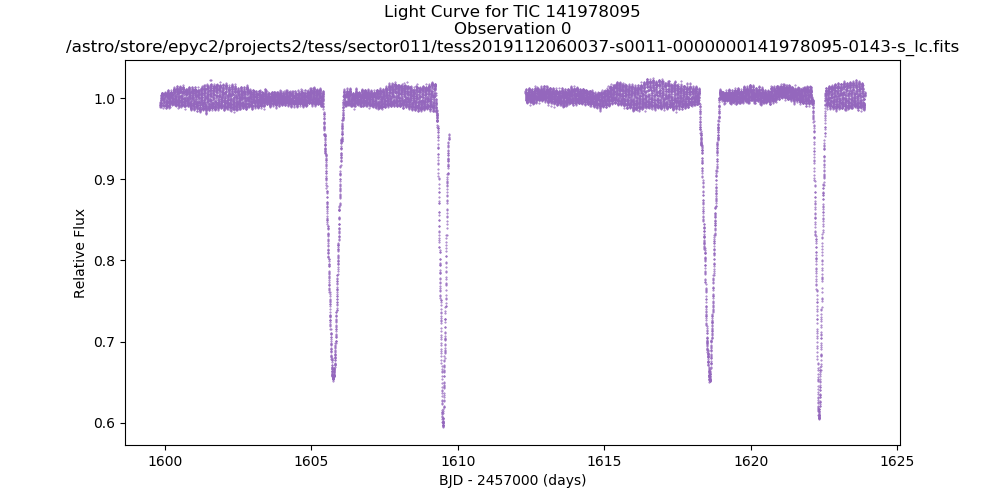 Light Curve for TIC 141978095
Observation 0
/astro/store/epyc2/projects2/tess/sector011/tess2019112060037-s0011-0000000141978095-0143-s_lc.fits
1.0
0.9
0.8
0.7
0.6
Relative Flux
1600 1605 1610 1615 1620 1625
BJD - 2457000 (days)